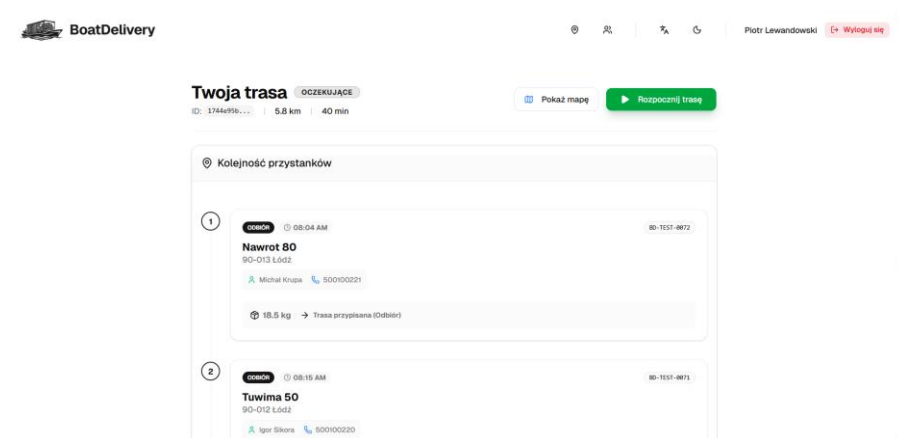 BoatDelivery
Piotr Lewandowski
Wyloguj się
Twoja trasa
OCZEKUJĄCE
ID: 1744e95b...
5.8 km
40 min
Pokaż mapę
Rozpocznij trasę
Kolejność przystanków
1
ODBIÓR
08:04 AM
BD-TEST-0072
Nawrot 80
90-013 Łódź
Michał Krupa
500100221
18.5 kg
→ Trasa przypisana (Odbiór)
2
ODBIÓR
08:15 AM
BD-TEST-0071
Tuwima 50
90-012 Łódź
Igor Sikora
500100220